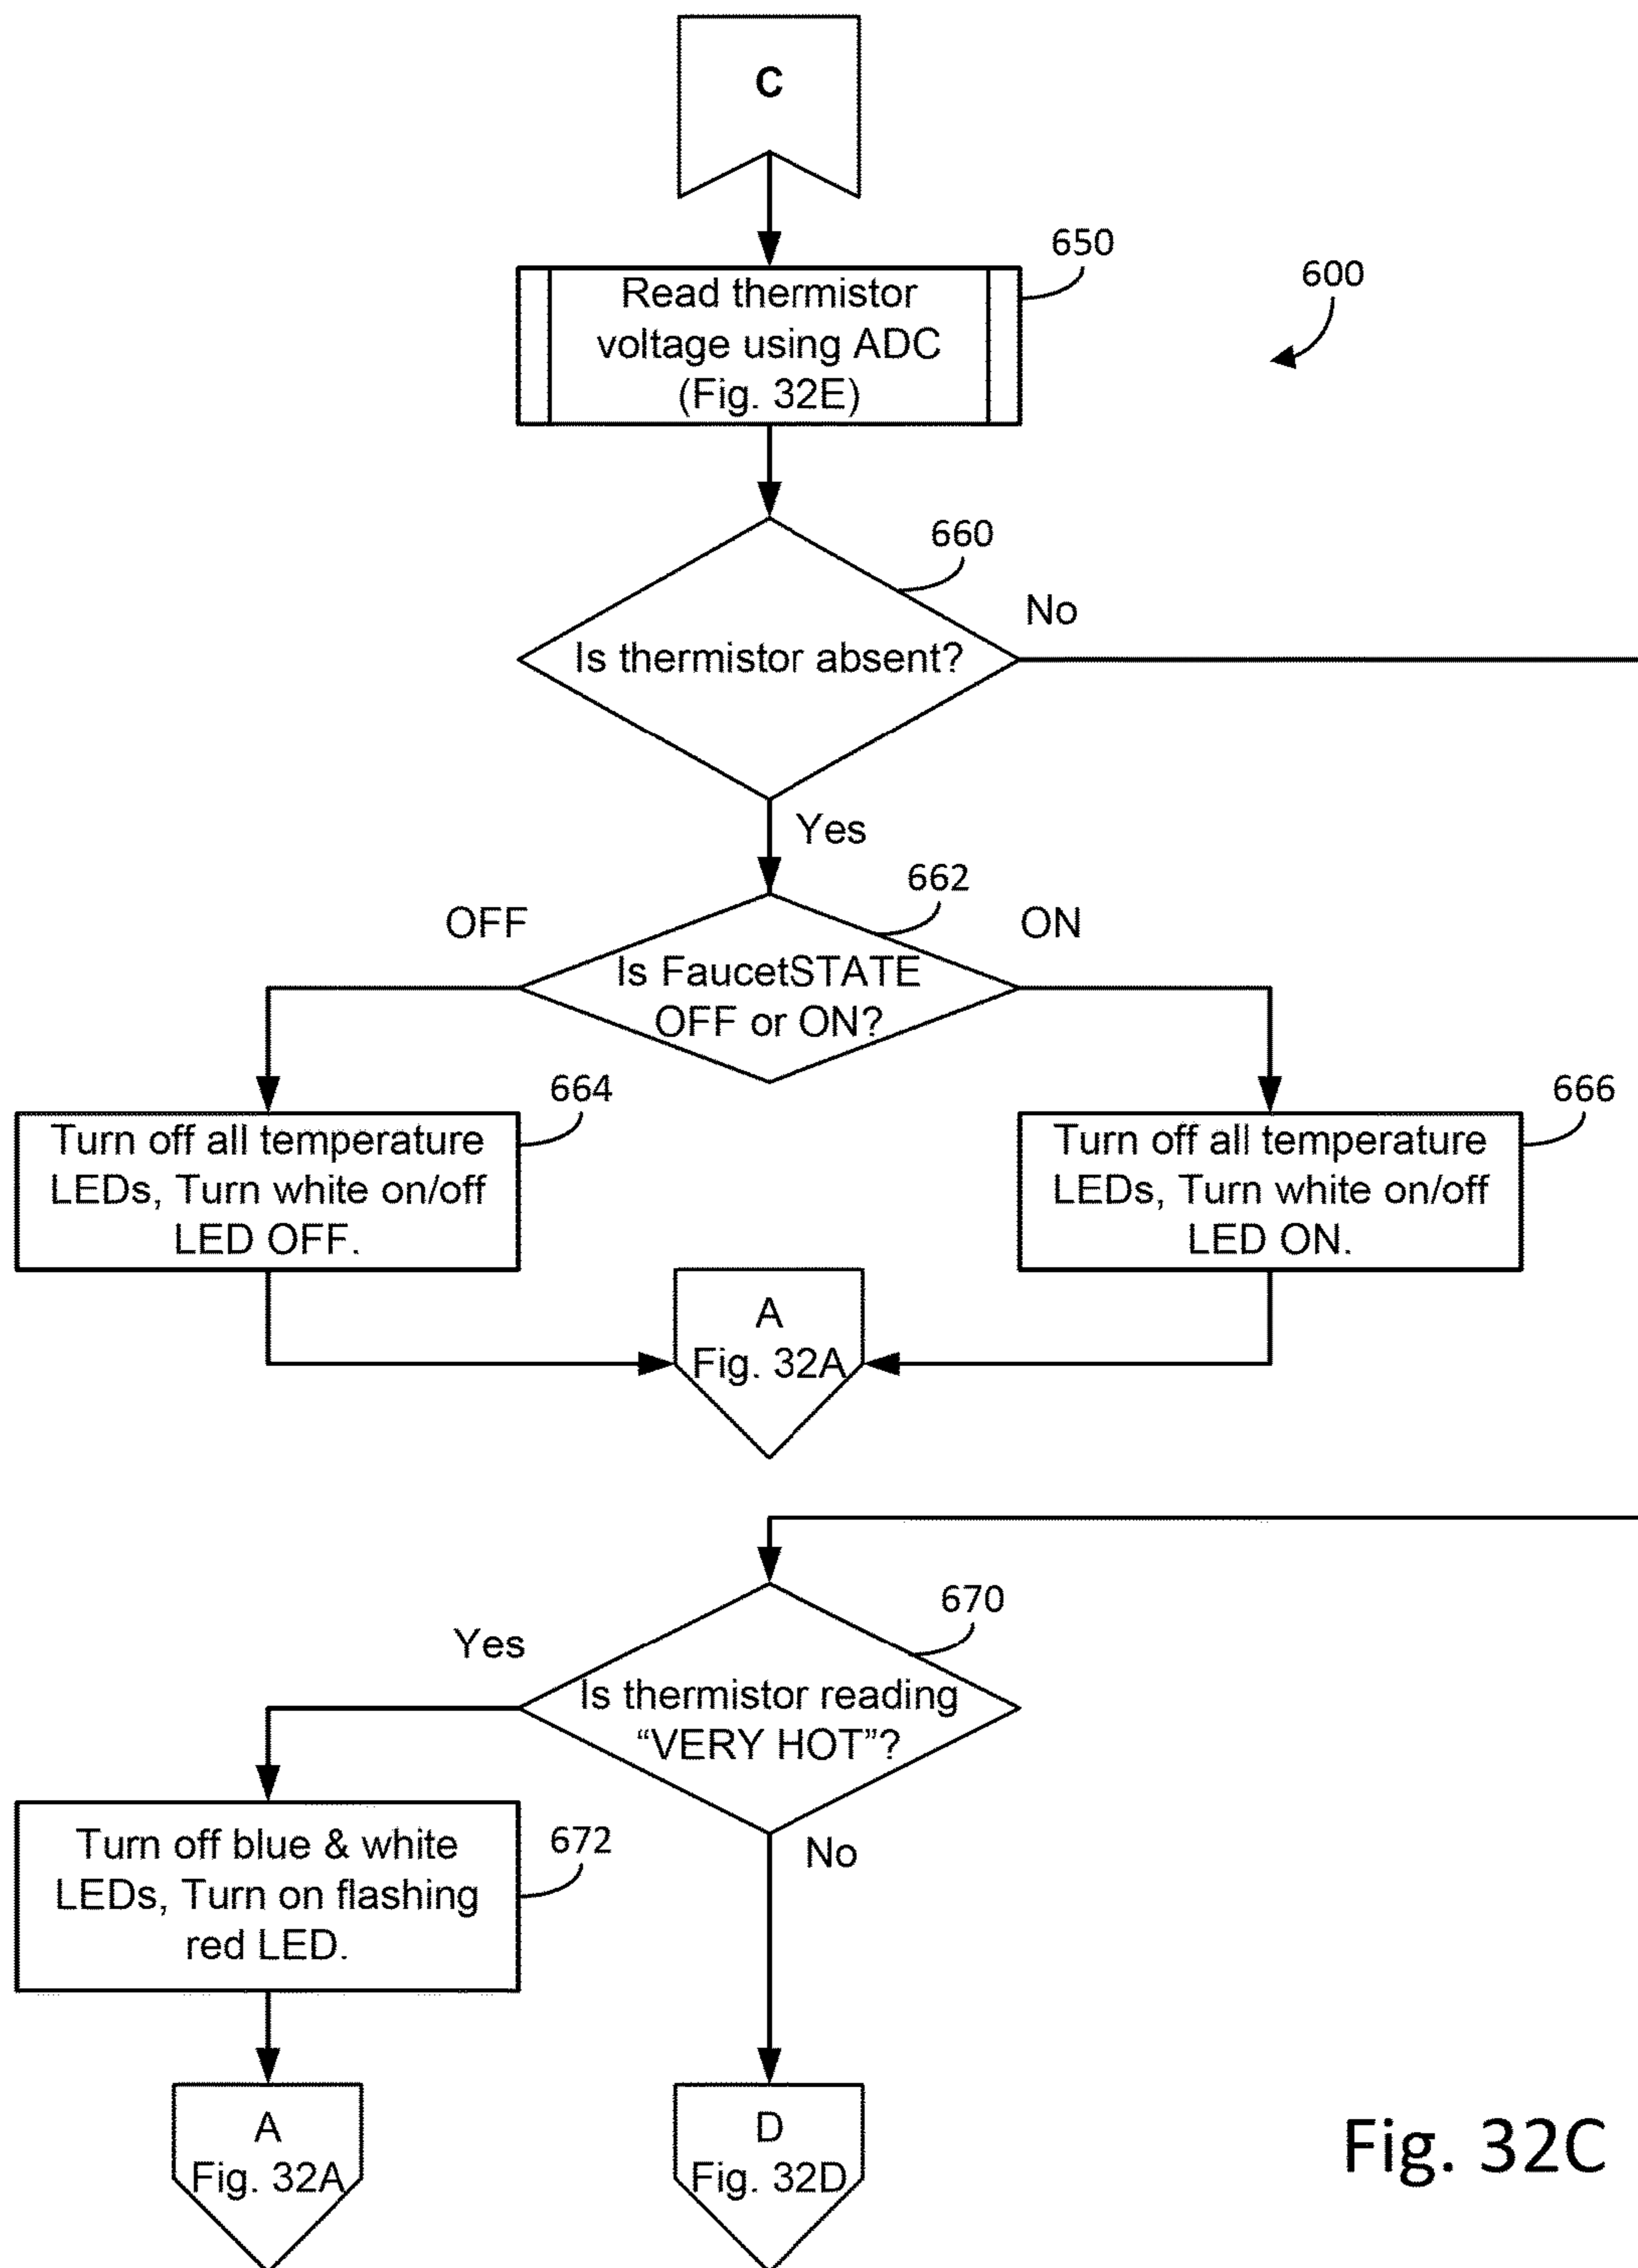 C
650
Read thermistor
voltage using ADC
(Fig. 32E)
600
660
No
Is thermistor absent?
Yes
662
OFF
ON
Is FaucetSTATE
OFF or ON?
664
Turn off all temperature
LEDs, Turn white on/off
LED OFF.
666
Turn off all temperature
LEDs, Turn white on/off
LED ON.
A
Fig. 32A
670
Yes
Is thermistor reading
“VERY HOT”?
672
Turn off blue & white
LEDs, Turn on flashing
red LED.
No
A
Fig. 32A
D
Fig. 32D
Fig. 32C